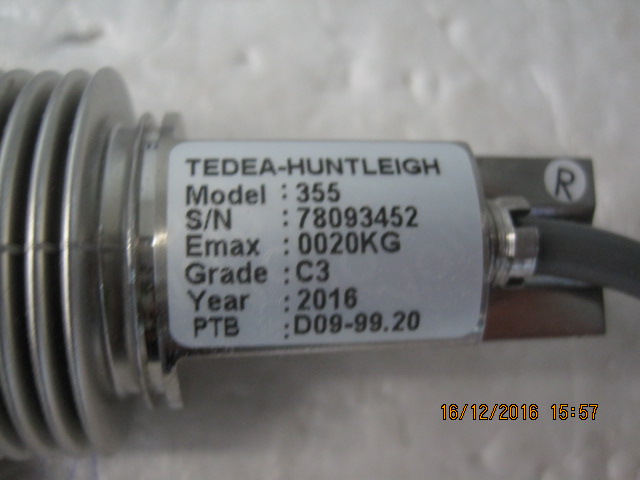 TEDEA-HUNTLEIGH
Model : 355
S/N : 78093452
Emax : 0020KG
Grade : C3
Year : 2016
PTB : D09-99.20
R
16/12/2016 15:57